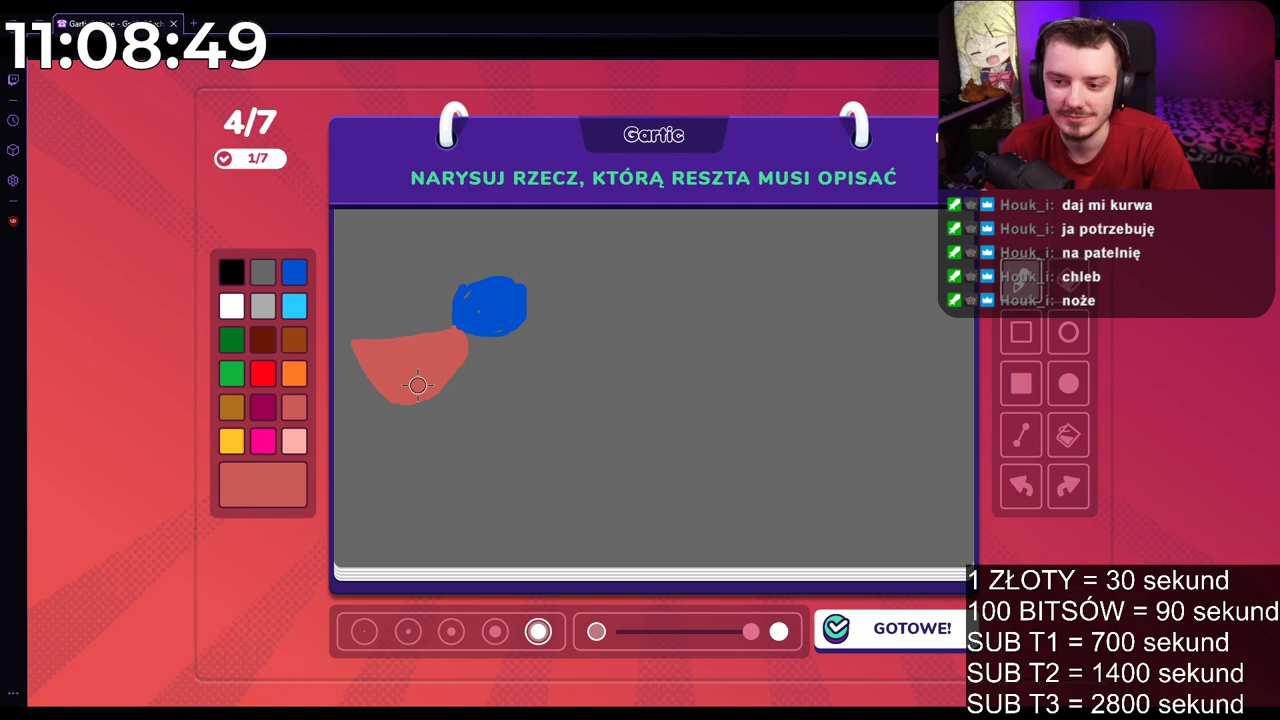 11:08:49
4/7
1/7
Gartic
NARYSUJ RZECZ, KTÓRĄ RESZTA MUSI OPISAĆ
Houk_i: daj mi kurwa
Houk_i: ja potrzebuję
Houk_i: na patelnię
Houk_i: chleb
Houk_i: noże
GOTOWE!
1 ZŁOTY = 30 sekund
100 BITSÓW = 90 sekund
SUB T1 = 700 sekund
SUB T2 = 1400 sekund
SUB T3 = 2800 sekund